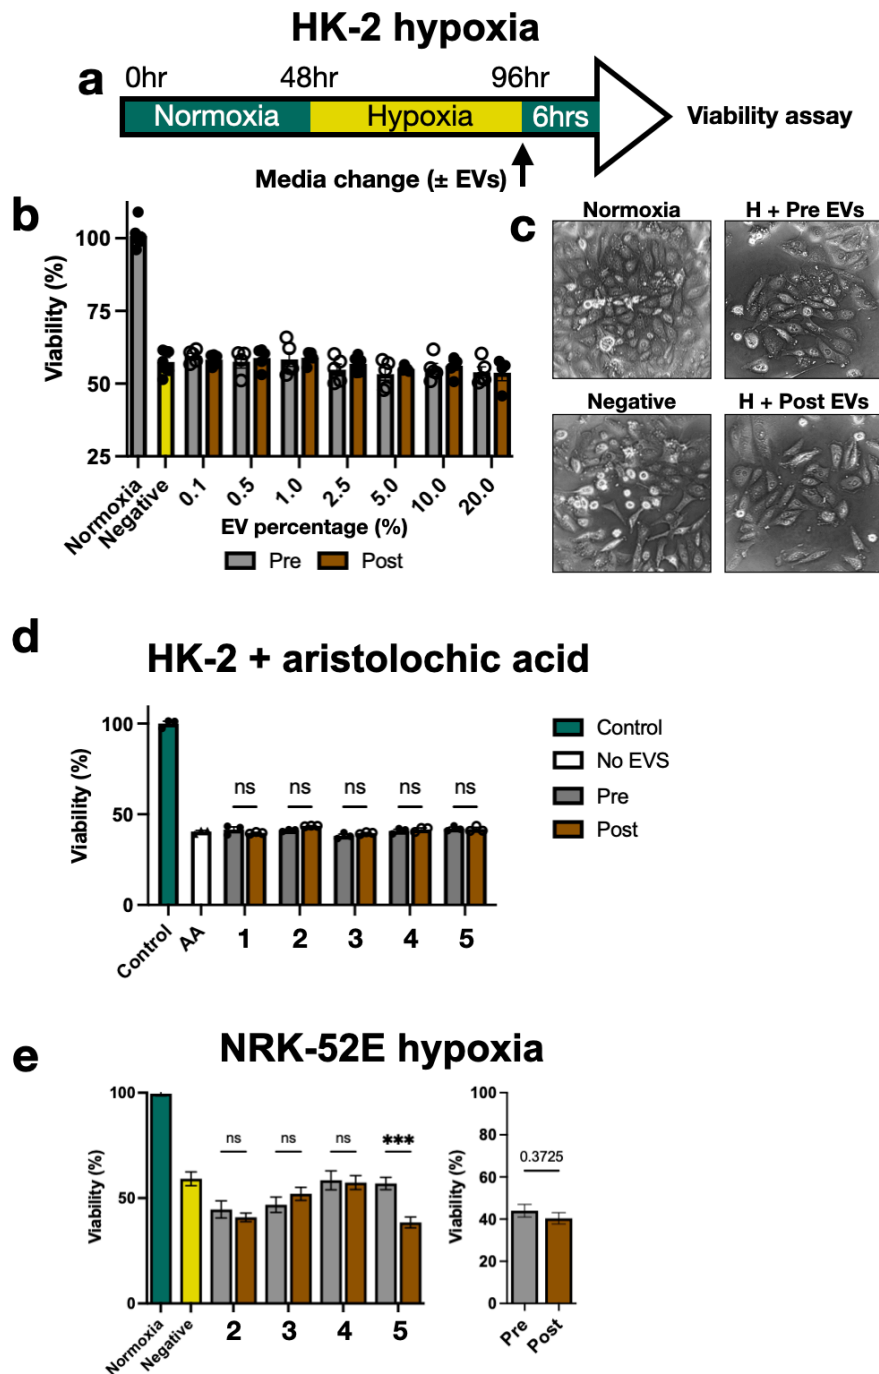 HK-2 hypoxia
a
0hr 48hr 96hr
Normoxia Hypoxia 6hrs
Viability assay
Media change (± EVs)
b
Viability (%)
100
75
50
25
Normoxia Negative 0.1 0.5 1.0 2.5 5.0 10.0 20.0
EV percentage (%)
Pre Post
c
Normoxia H + Pre EVs
Negative H + Post EVs
d
HK-2 + aristolochic acid
Viability (%)
100
50
0
ns ns ns ns ns
Control AA 1 2 3 4 5
Control
No EVS
Pre
Post
e
NRK-52E hypoxia
Viability (%)
100
50
0
ns ns ns ***
Normoxia Negative 2 3 4 5
Viability (%)
100
80
60
40
20
0
0.3725
Pre Post